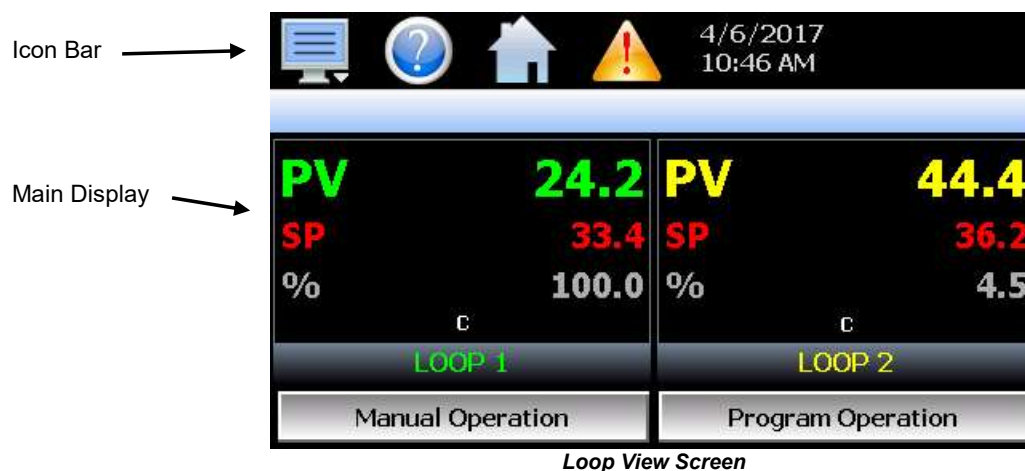 Icon Bar
4/6/2017
10:46 AM
Main Display
PV 24.2 PV 44.4
SP 33.4 SP 36.2
% 100.0 % 4.5
C C
LOOP 1 LOOP 2
Manual Operation Program Operation
Loop View Screen